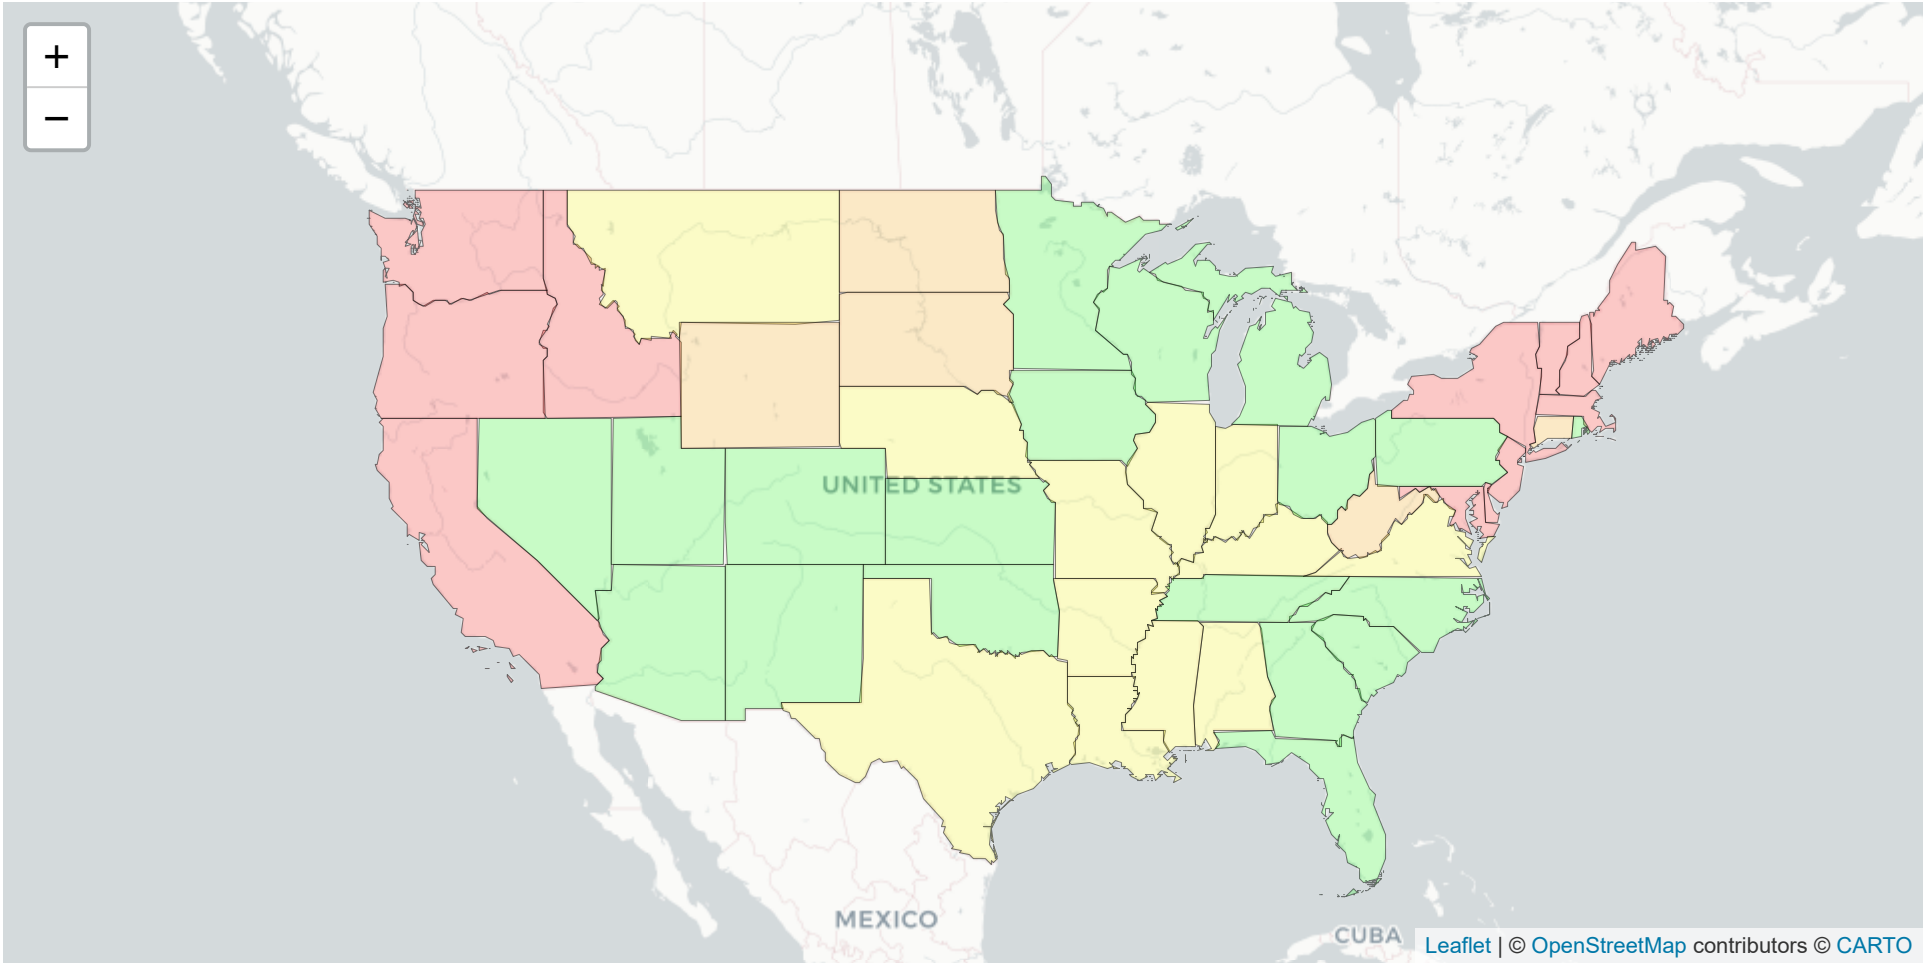 +
−
UNITED STATES
MEXICO
CUBA
Leaflet | © OpenStreetMap contributors © CARTO